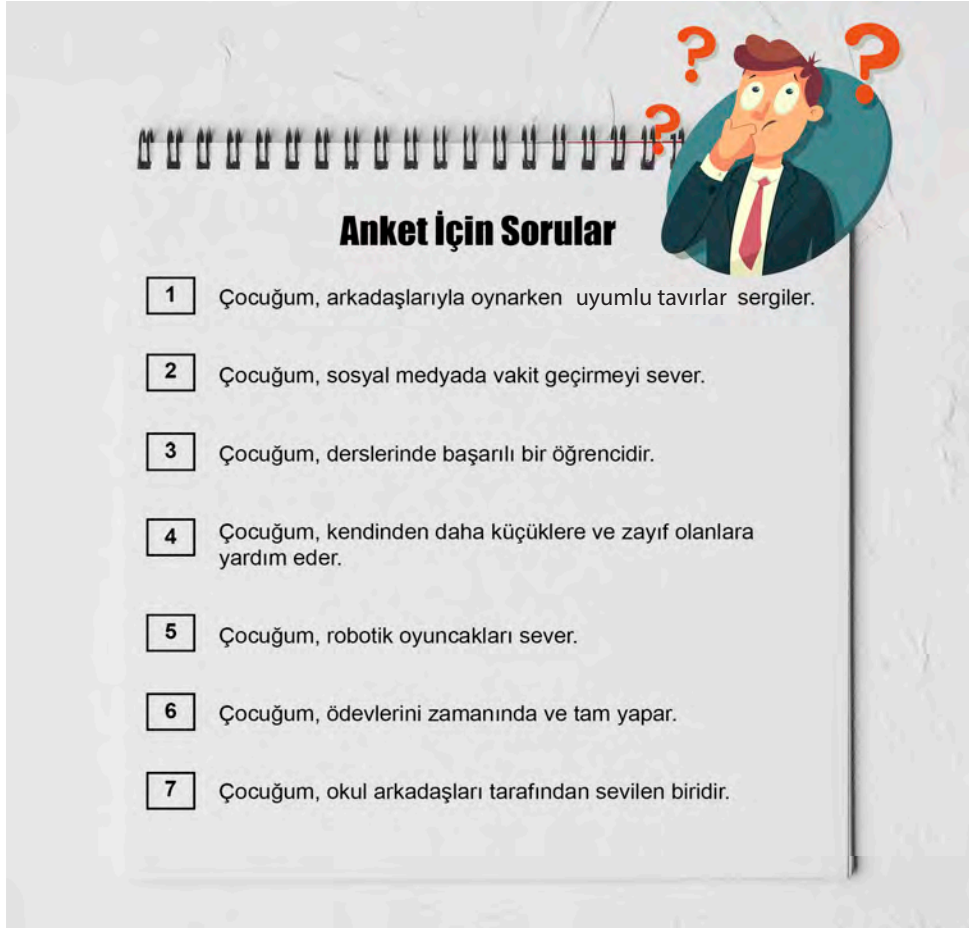 ? ? ?
Anket İçin Sorular
1 Çocuğum, arkadaşlarıyla oynarken uyumlu tavırlar sergiler.
2 Çocuğum, sosyal medyada vakit geçirmeyi sever.
3 Çocuğum, derslerinde başarılı bir öğrencidir.
4 Çocuğum, kendinden daha küçüklere ve zayıf olanlara
yardım eder.
5 Çocuğum, robotik oyuncakları sever.
6 Çocuğum, ödevlerini zamanında ve tam yapar.
7 Çocuğum, okul arkadaşları tarafından sevilen biridir.